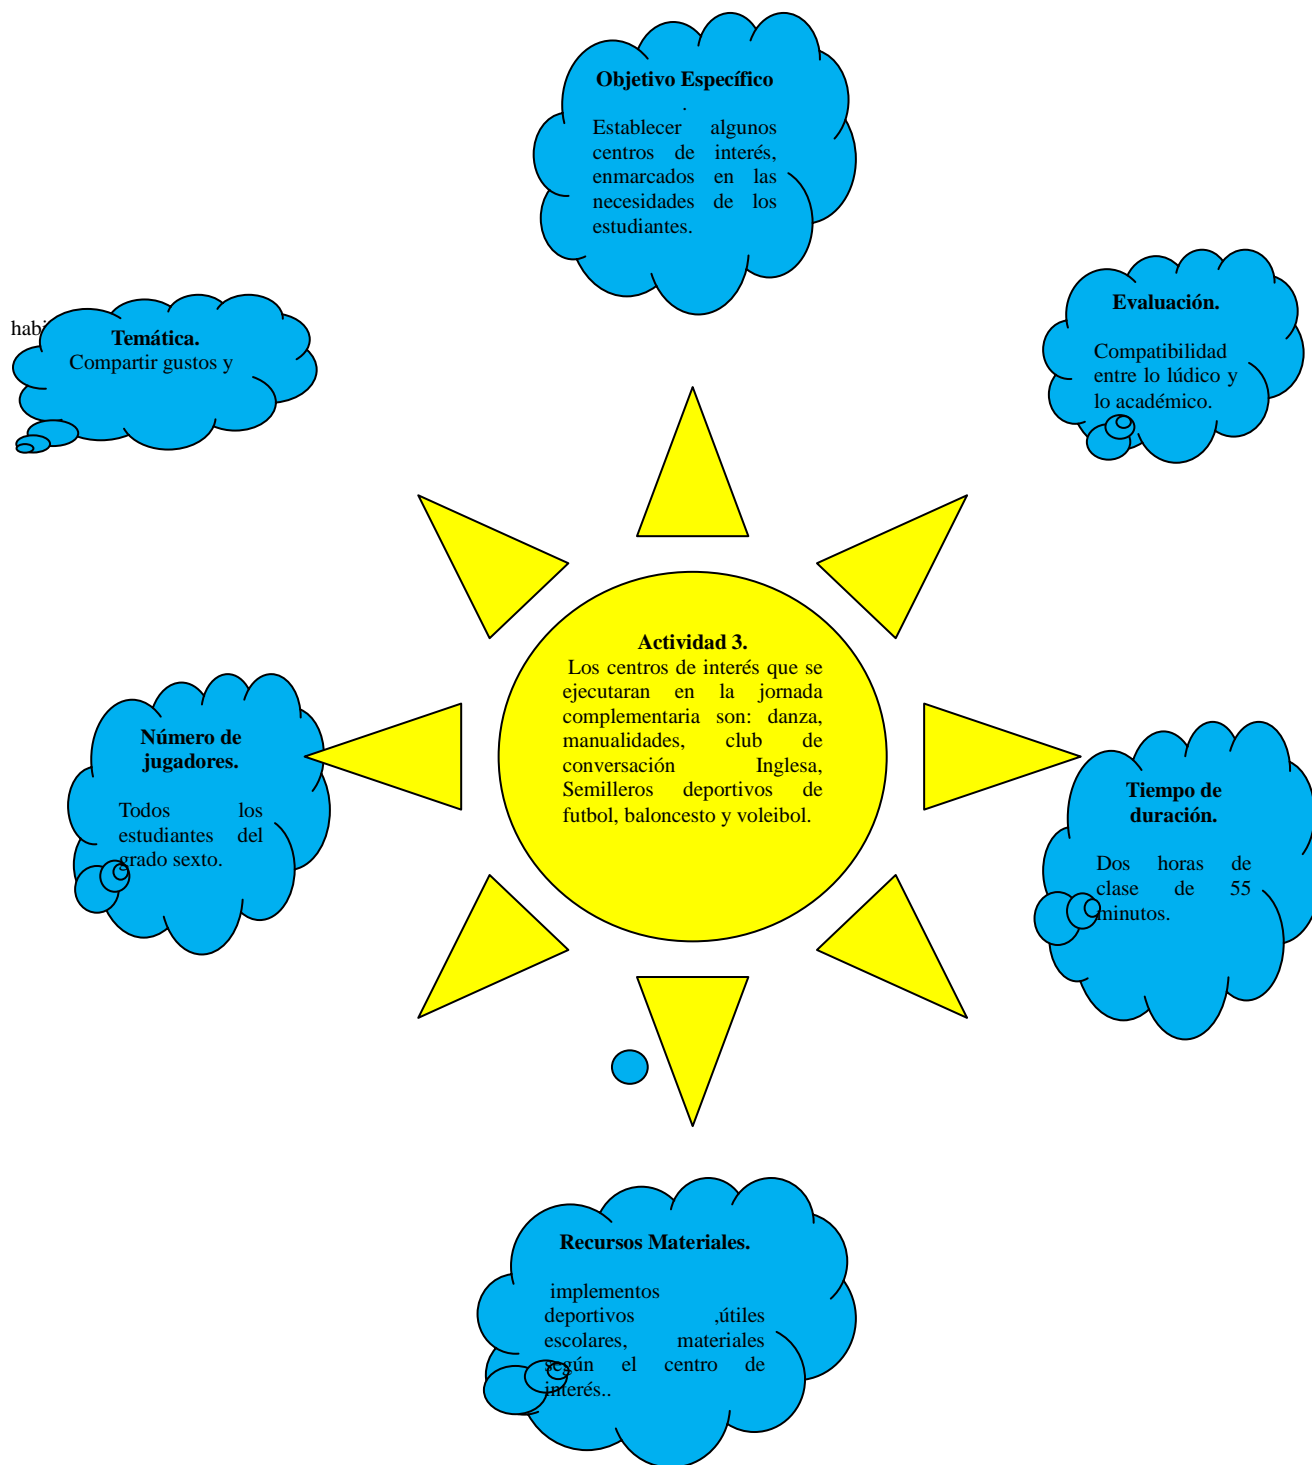 Objetivo Específico
.
Establecer algunos
centros de interés,
enmarcados en las
necesidades de los
estudiantes.
Temática.
Compartir gustos y
Evaluación.
Compatibilidad
entre lo lúdico y
lo académico.
Actividad 3.
Los centros de interés que se
ejecutaran en la jornada
complementaria son: danza,
manualidades, club de
conversación Inglesa,
Semilleros deportivos de
futbol, baloncesto y voleibol.
Número de
jugadores.
Todos los
estudiantes del
grado sexto.
Tiempo de
duración.
Dos horas de
clase de 55
minutos.
Recursos Materiales.
implementos
deportivos ,útiles
escolares, materiales
según el centro de
interés..